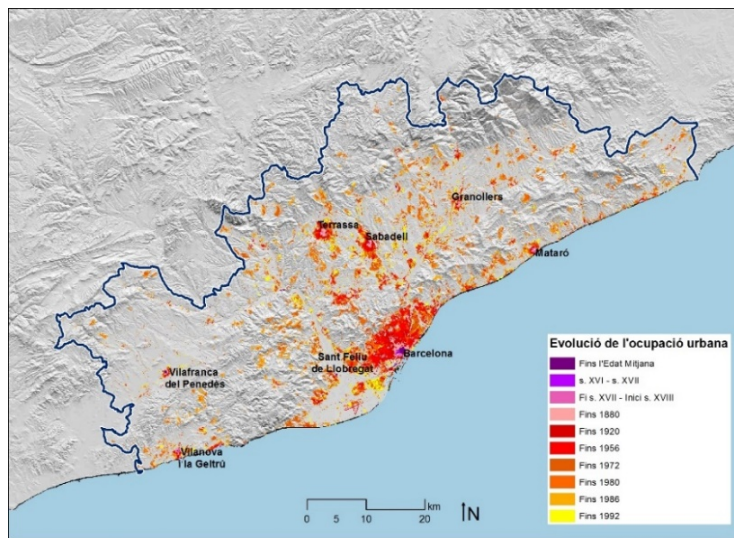 Granollers
Terrassa
Sabadell
Mataró
Barcelona
Sant Feliu
de Llobregat
Vilafranca
del Penedès
Vilanova
i la Geltrú
Evolució de l'ocupació urbana
Fins l'Edat Mitjana
s. XVI - s. XVII
Fi s. XVII - Inici s. XVIII
Fins 1880
Fins 1920
Fins 1956
Fins 1972
Fins 1980
Fins 1986
Fins 1992
km
0 5 10 20
N